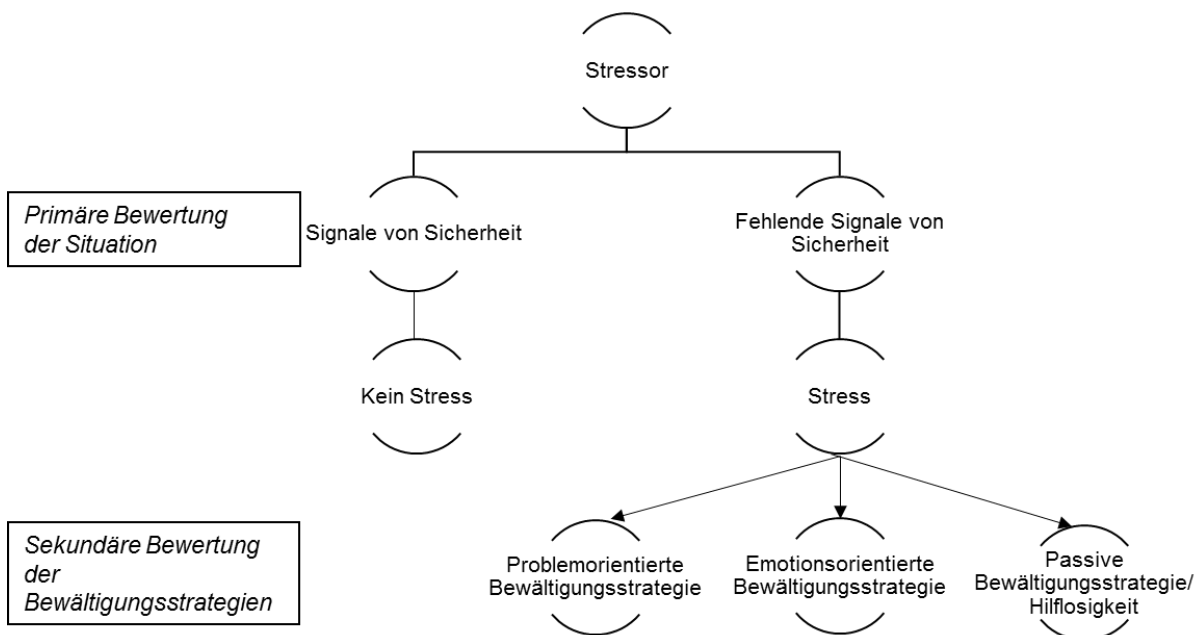 Stressor
Primäre Bewertung
der Situation
Signale von Sicherheit
Fehlende Signale von
Sicherheit
Kein Stress
Stress
Sekundäre Bewertung
der
Bewältigungsstrategien
Problemorientierte
Bewältigungsstrategie
Emotionsorientierte
Bewältigungsstrategie
Passive
Bewältigungsstrategie/
Hilflosigkeit